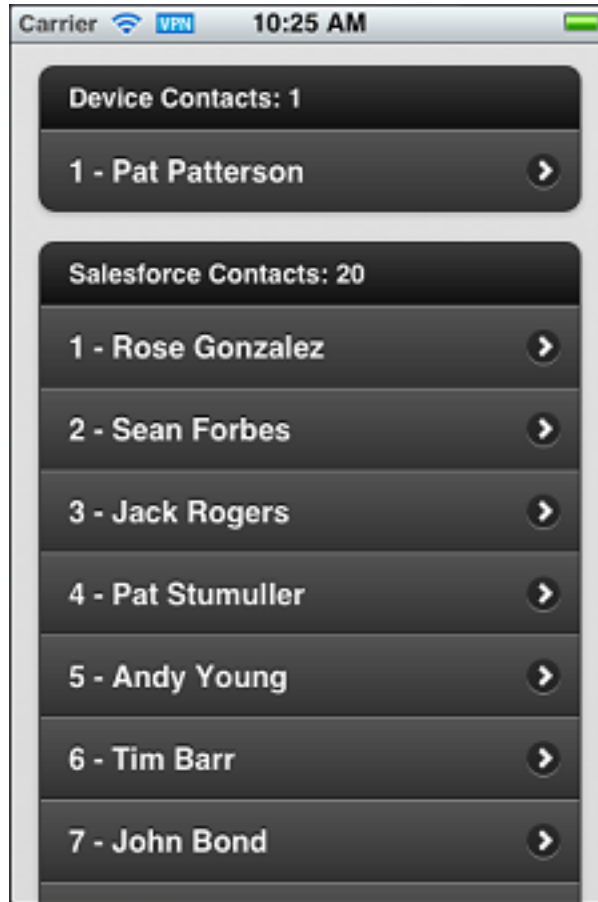 Carrier VPN 10:25 AM
Device Contacts: 1
1 - Pat Patterson
Salesforce Contacts: 20
1 - Rose Gonzalez
2 - Sean Forbes
3 - Jack Rogers
4 - Pat Stumuller
5 - Andy Young
6 - Tim Barr
7 - John Bond